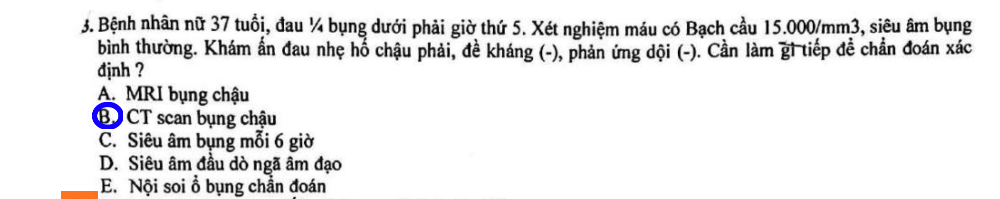 3. Bệnh nhân nữ 37 tuổi, đau ¼ bụng dưới phải giờ thứ 5. Xét nghiệm máu có Bạch cầu 15.000/mm3, siêu âm bụng
bình thường. Khám ấn đau nhẹ hố chậu phải, đề kháng (-), phản ứng dội (-). Cần làm gì tiếp để chẩn đoán xác
định ?
A. MRI bụng chậu
B. CT scan bụng chậu
C. Siêu âm bụng mỗi 6 giờ
D. Siêu âm đầu dò ngã âm đạo
E. Nội soi ổ bụng chẩn đoán